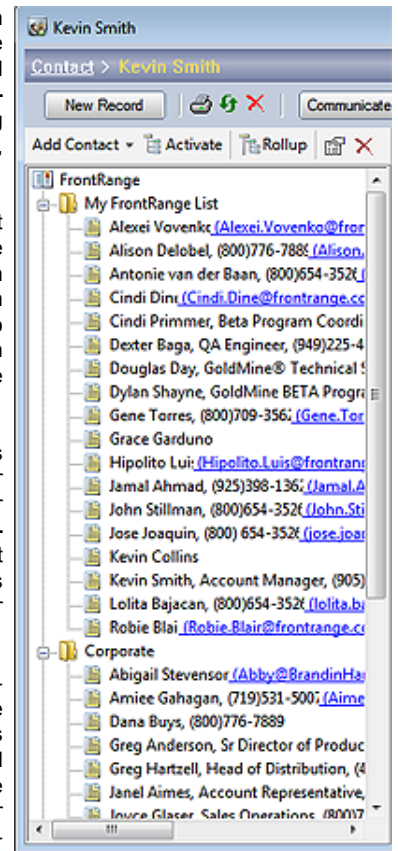 Kevin Smith
Contact > Kevin Smith
New Record Communicate
Add Contact Activate Rollup
FrontRange
My FrontRange List
Alexei Vovenko (Alexei.Vovenko@fror
Alison Delobel, (800)776-7889 (Alison.
Antonie van der Baan, (800)654-3526 (
Cindi Dine (Cindi.Dine@frontrange.cc
Cindi Primmer, Beta Program Coordi
Dexter Baga, QA Engineer, (949)225-4
Douglas Day, GoldMine® Technical S
Dylan Shayne, GoldMine BETA Progra
Gene Torres, (800)709-3562 (Gene.Tor
Grace Garduno
Hipolito Luis (Hipolito.Luis@frontran
Jamal Ahmad, (925)398-1362 (Jamal.A
John Stillman, (800)654-3526 (John.Sti
Jose Joaquin, (800) 654-3526 (jose.joac
Kevin Collins
Kevin Smith, Account Manager, (905)
Lolita Bajacan, (800)654-3526 (lolita.ba
Robie Blai (Robie.Blair@frontrange.cc
Corporate
Abigail Stevenson (Abby@BrandinHa
Amiee Gahagan, (719)531-5007 (Aime
Dana Buys, (800)776-7889
Greg Anderson, Sr Director of Produc
Greg Hartzell, Head of Distribution, (4
Janel Aimes, Account Representative,
Joyce Glaser, Sales Operations, (800)7